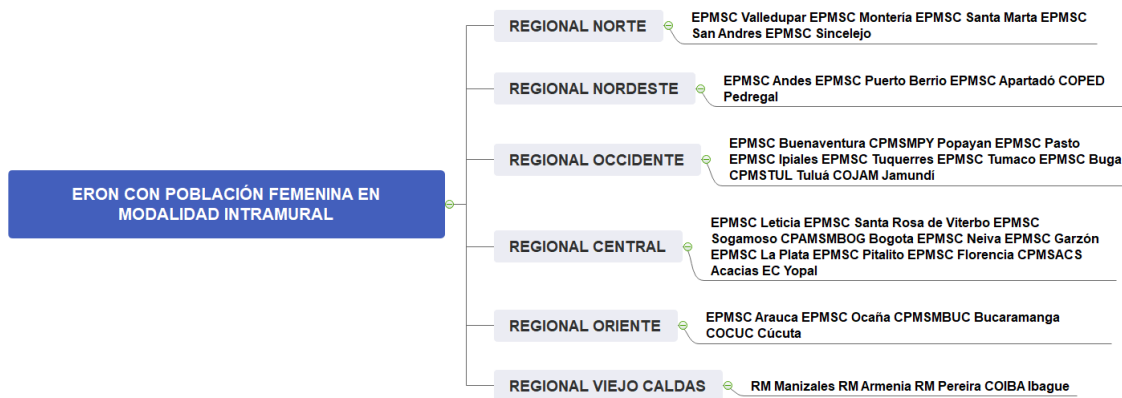 ERON CON POBLACIÓN FEMENINA EN
MODALIDAD INTRAMURAL
REGIONAL NORTE
EPMSC Valledupar EPMSC Montería EPMSC Santa Marta EPMSC
San Andres EPMSC Sincelejo
REGIONAL NORDESTE
EPMSC Andes EPMSC Puerto Berrio EPMSC Apartadó COPED
Pedregal
REGIONAL OCCIDENTE
EPMSC Buenaventura CPMSMPY Popayan EPMSC Pasto
EPMSC Ipiales EPMSC Tuquerres EPMSC Tumaco EPMSC Buga
CPMSTUL Tuluá COJAM Jamundí
REGIONAL CENTRAL
EPMSC Leticia EPMSC Santa Rosa de Viterbo EPMSC
Sogamoso CPAMSMBOG Bogota EPMSC Neiva EPMSC Garzón
EPMSC La Plata EPMSC Pitalito EPMSC Florencia CPMSACS
Acacias EC Yopal
REGIONAL ORIENTE
EPMSC Arauca EPMSC Ocaña CPMSMBUC Bucaramanga
COCUC Cúcuta
REGIONAL VIEJO CALDAS
RM Manizales RM Armenia RM Pereira COIBA Ibague